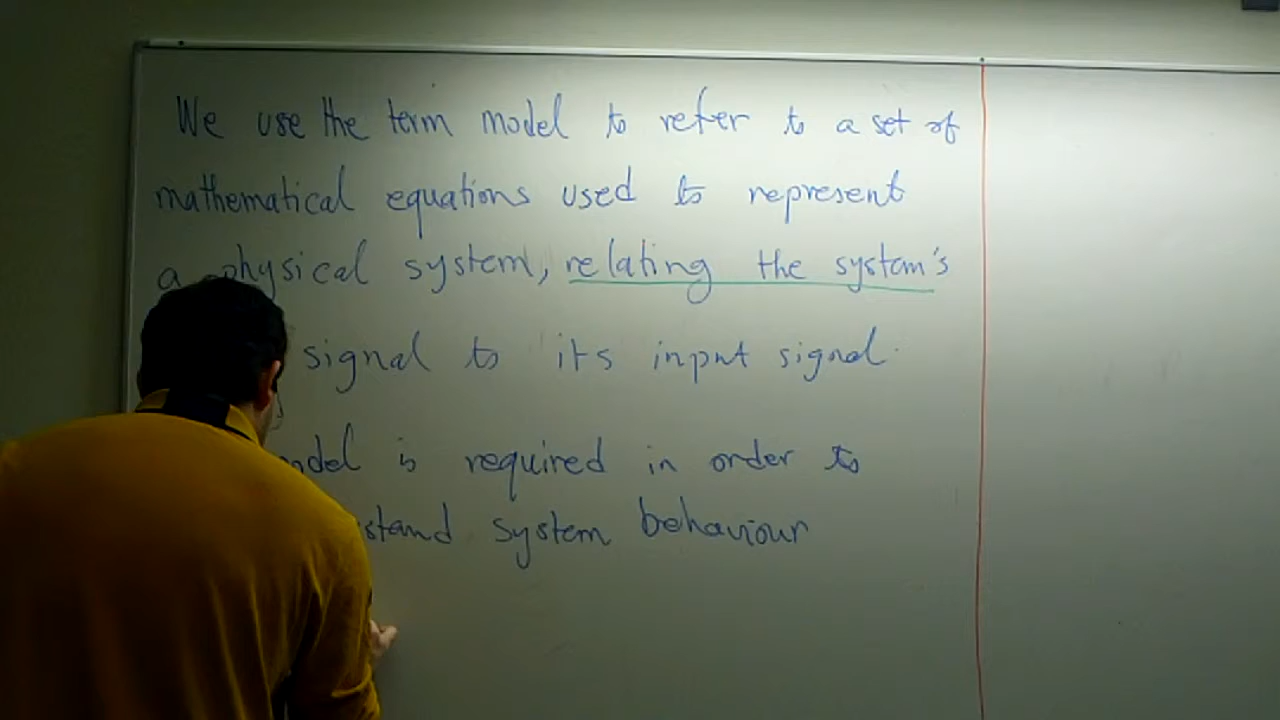 We use the term model to refer to a set of
mathematical equations used to represent
a physical system, relating the system's
signal to its input signal.
is required in order to
system behaviour